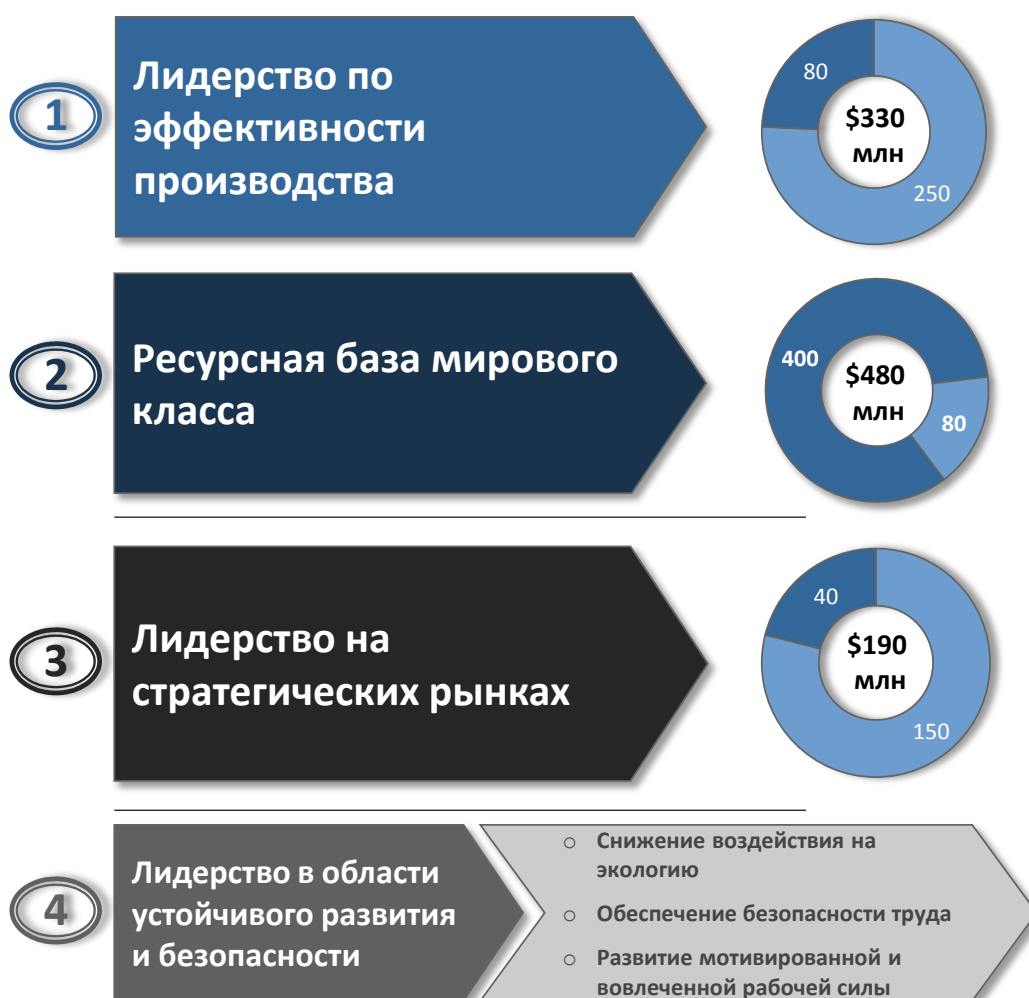 1
Лидерство по
эффективности
производства
80
$330
млн
250
2
Ресурсная база мирового
класса
400
$480
млн
80
3
Лидерство на
стратегических рынках
40
$190
млн
150
4
Лидерство в области
устойчивого развития
и безопасности
o Снижение воздействия на
экологию
o Обеспечение безопасности труда
o Развитие мотивированной и
вовлеченной рабочей силы